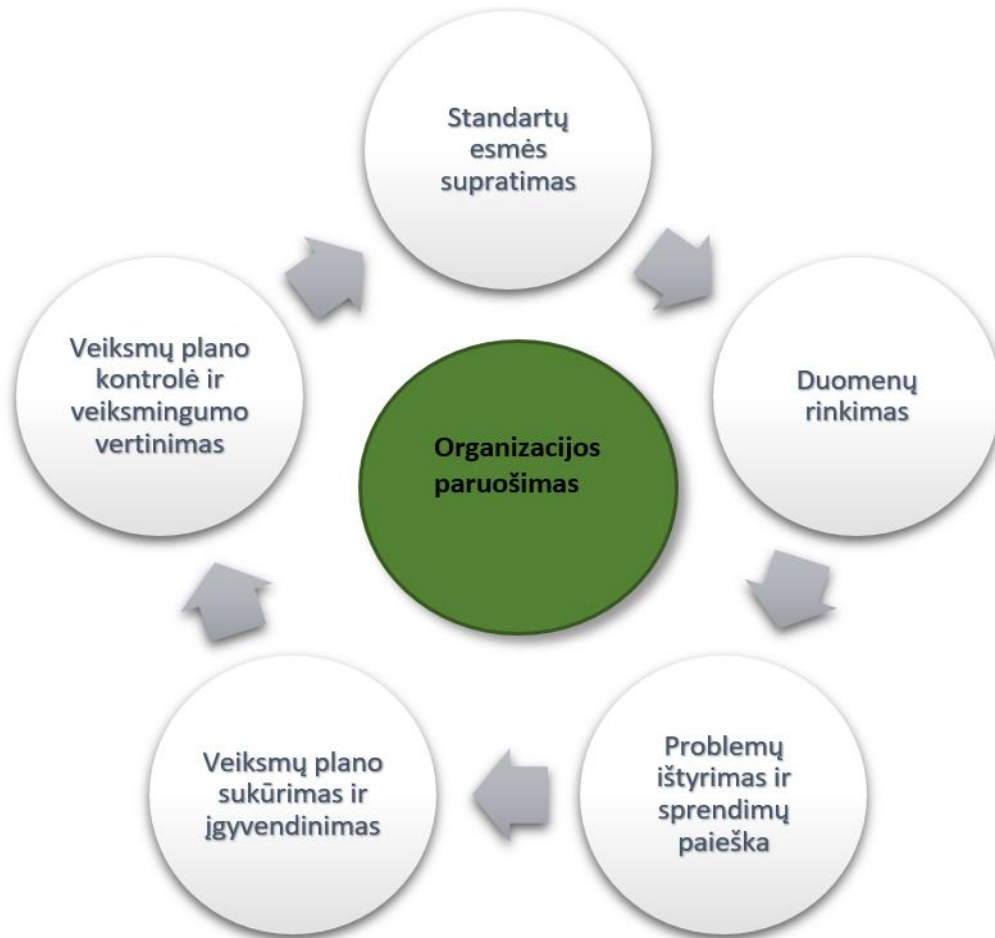 Standartų
esmės
supratimas
Duomenų
rinkimas
Problemų
ištyrimas ir
sprendimų
paieška
Veiksmų plano
sukūrimas ir
įgyvendinimas
Veiksmų plano
kontrolė ir
veiksmingumo
vertinimas
Organizacijos
paruošimas